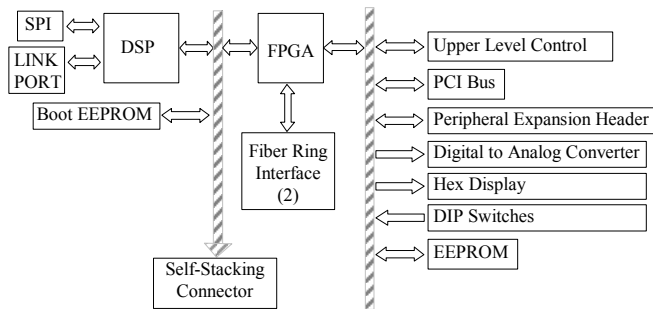 SPI
LINK
PORT
DSP
FPGA
Boot EEPROM
Fiber Ring
Interface
(2)
Self-Stacking
Connector
Upper Level Control
PCI Bus
Peripheral Expansion Header
Digital to Analog Converter
Hex Display
DIP Switches
EEPROM